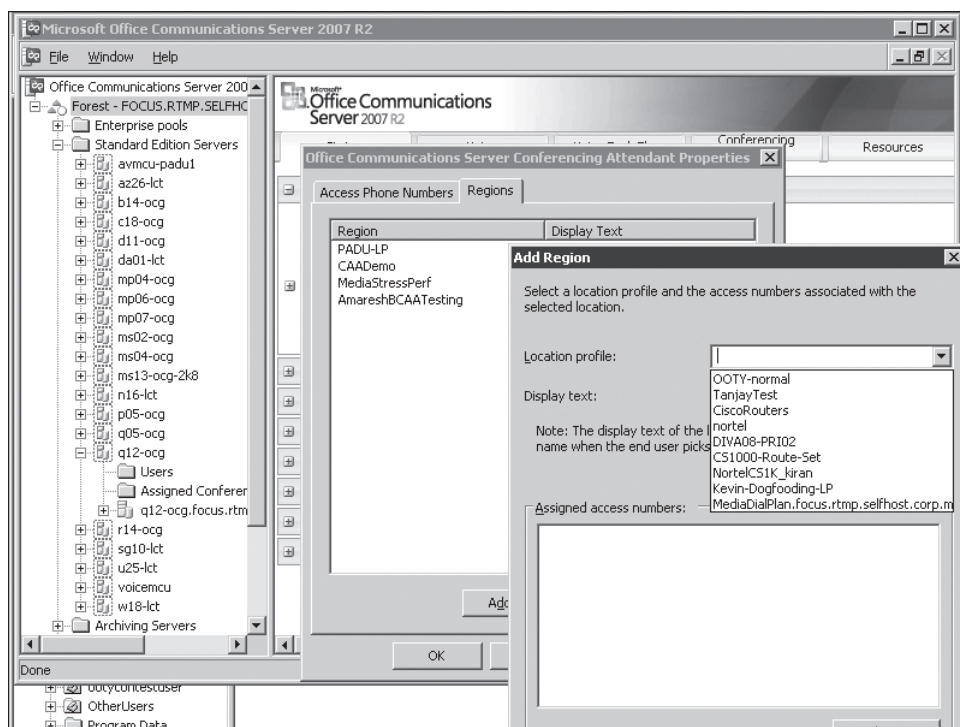 Microsoft Office Communications Server 2007 R2
File Window Help
Office Communications Server 200
Forest - FOCUS.RTMP.SELFHC
Enterprise pools
Standard Edition Servers
avmcu-padu1
az26-lct
b14-ocg
c18-ocg
d11-ocg
da01-lct
mp04-ocg
mp06-ocg
mp07-ocg
ms02-ocg
ms04-ocg
ms13-ocg-2k8
n16-lct
p05-ocg
q05-ocg
q12-ocg
Users
Assigned Conferen
q12-ocg.focus.rtm
r14-ocg
sg10-lct
u25-lct
voicemcu
w18-lct
Archiving Servers
Done
ootycontestuser
OtherUsers
Program Data
Microsoft
Office Communications
Server 2007 R2
Conferencing
Resources
Office Communications Server Conferencing Attendant Properties
Access Phone Numbers Regions
Region Display Text
PADU-LP
CAADemo
MediaStressPerf
AmareshBCAATesting
Add
OK
Add Region
Select a location profile and the access numbers associated with the
selected location.
Location profile:
OOTY-normal
TanjayTest
CiscoRouters
nortel
DIVA08-PRI02
CS1000-Route-Set
NortelCS1K_kiran
Kevin-Dogfooding-LP
MediaDialPlan.focus.rtmp.selfhost.corp.m
Display text:
Note: The display text of the l
name when the end user picks
Assigned access numbers: